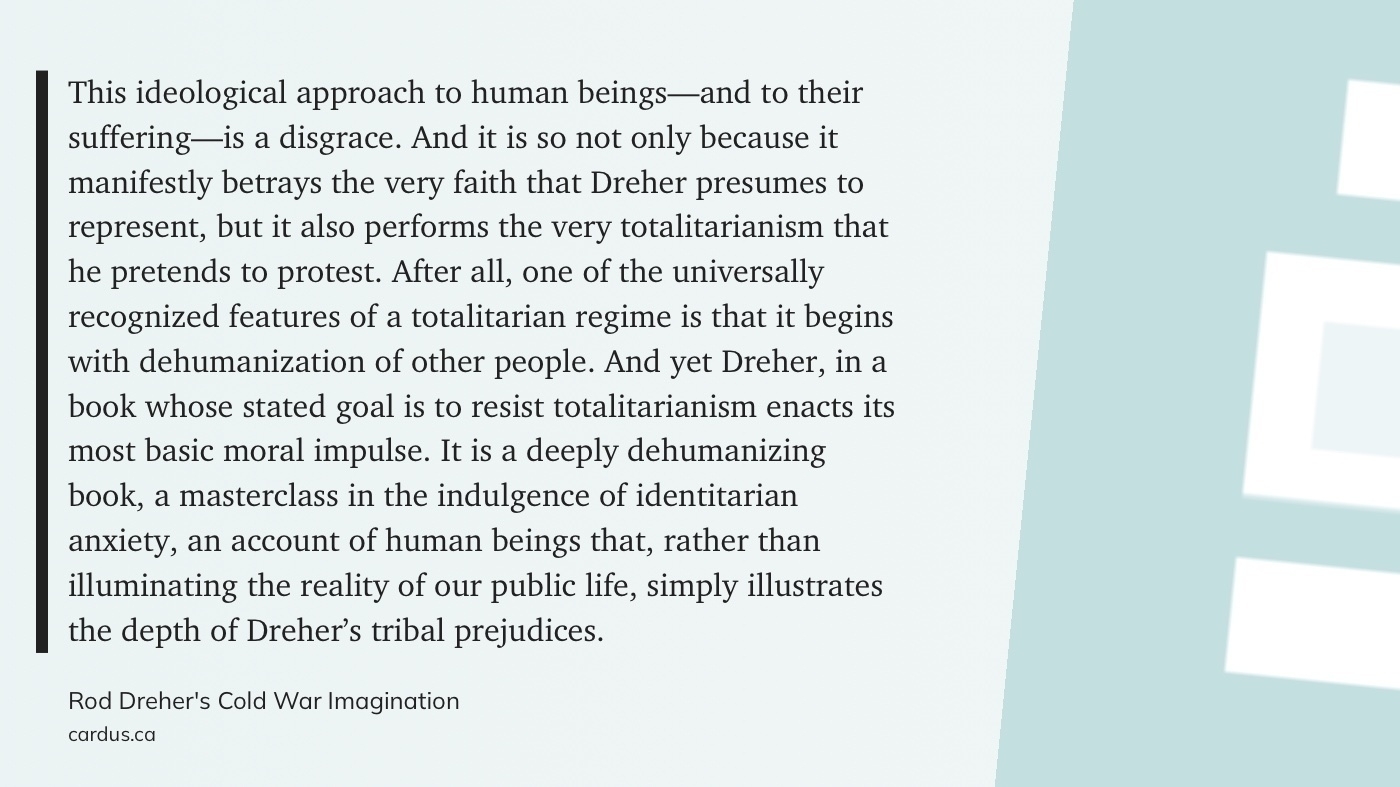 This ideological approach to human beings—and to their
suffering—is a disgrace. And it is so not only because it
manifestly betrays the very faith that Dreher presumes to
represent, but it also performs the very totalitarianism that
he pretends to protest. After all, one of the universally
recognized features of a totalitarian regime is that it begins
with dehumanization of other people. And yet Dreher, in a
book whose stated goal is to resist totalitarianism enacts its
most basic moral impulse. It is a deeply dehumanizing
book, a masterclass in the indulgence of identitarian
anxiety, an account of human beings that, rather than
illuminating the reality of our public life, simply illustrates
the depth of Dreher’s tribal prejudices.
Rod Dreher's Cold War Imagination
cardus.ca